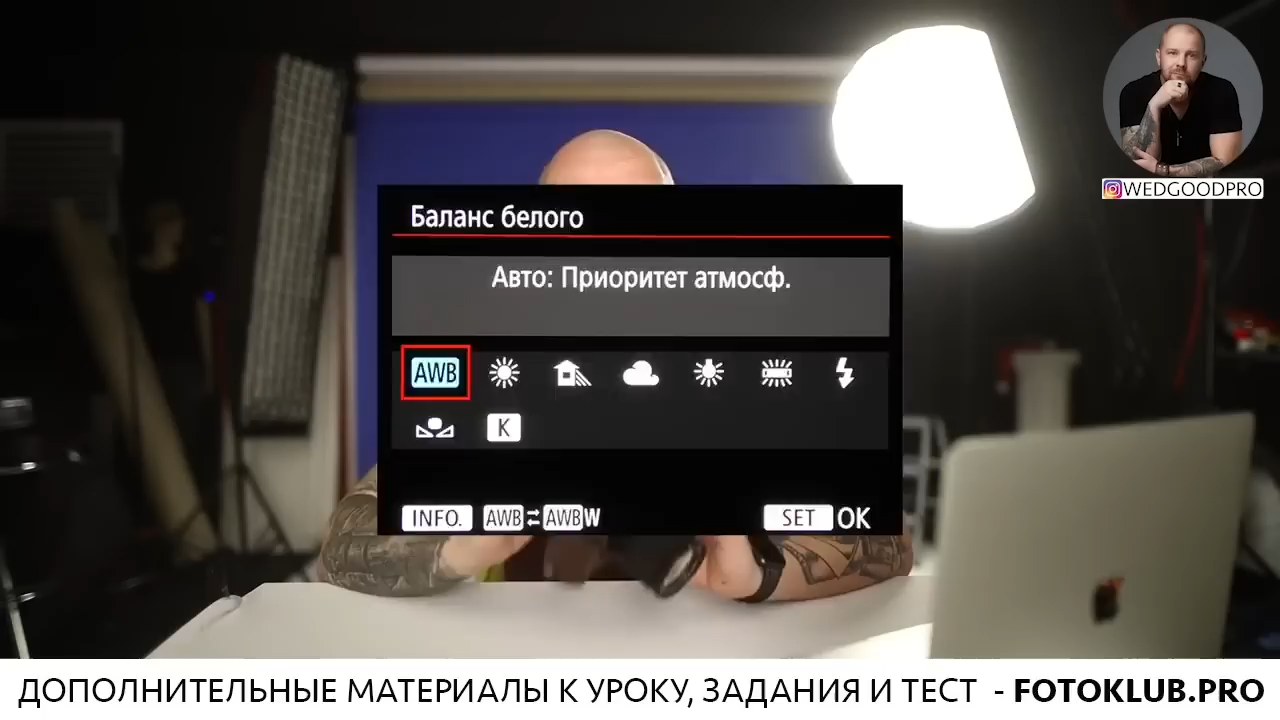 WEDGOODPRO
Баланс белого
Авто: Приоритет атмосф.
AWB
K
INFO. AWB AWBW SET OK
ДОПОЛНИТЕЛЬНЫЕ МАТЕРИАЛЫ К УРОКУ, ЗАДАНИЯ И ТЕСТ - FOTOKLUB.PRO